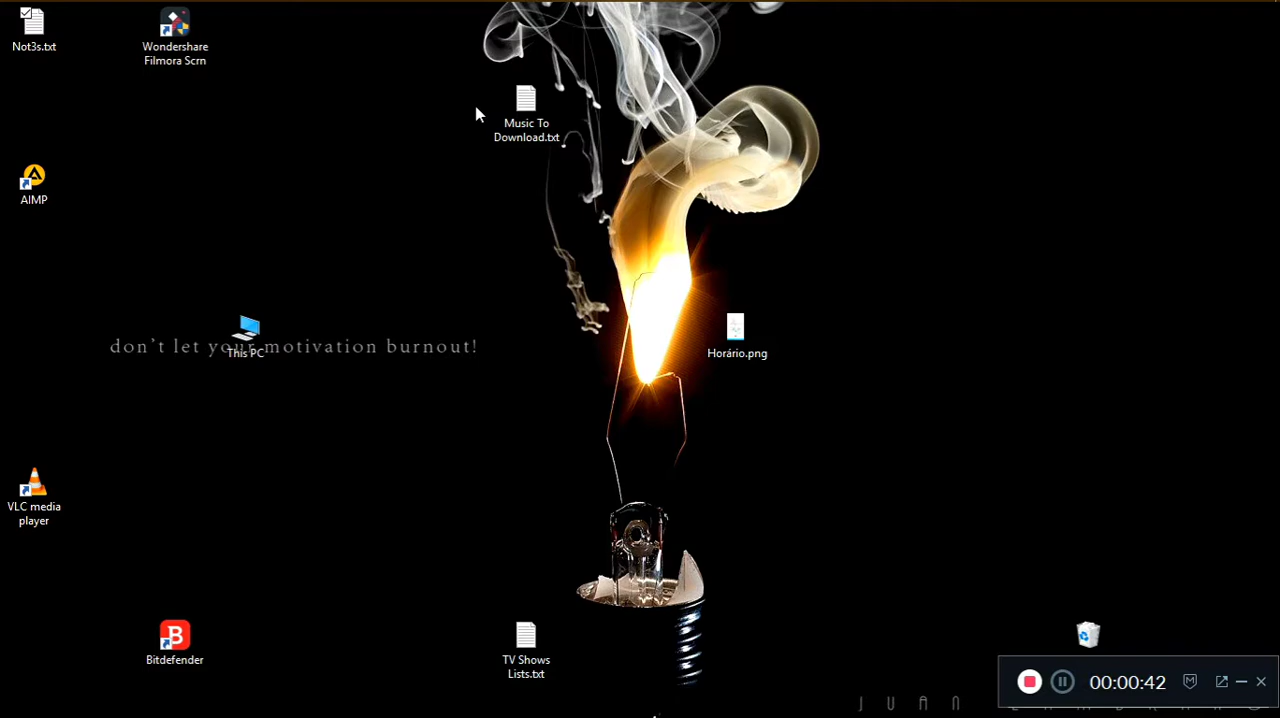 Not3s.txt
Wondershare
Filmora Scrn
Music To
Download.txt
AIMP
don't let your motivation burnout!
This PC
Horário.png
VLC media
player
Bitdefender
TV Shows
Lists.txt
00:00:42
JUAN